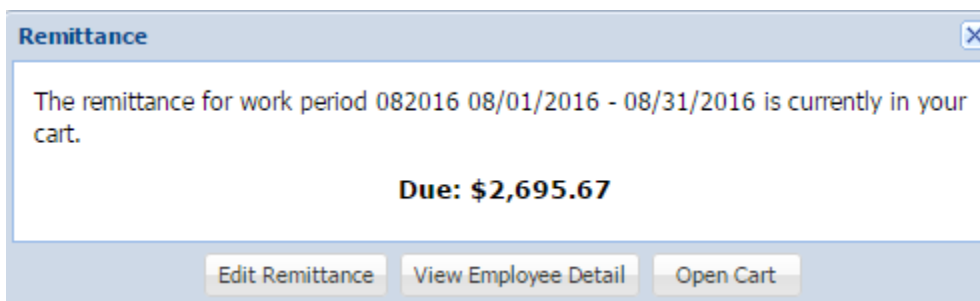 Remittance
The remittance for work period 082016 08/01/2016 - 08/31/2016 is currently in your
cart.
Due: $2,695.67
Edit Remittance View Employee Detail Open Cart